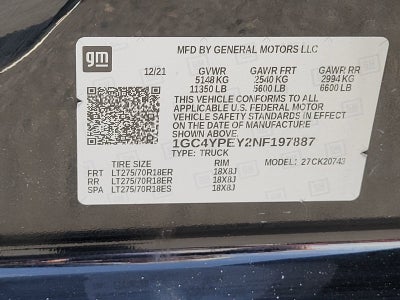 gm
MFD BY GENERAL MOTORS LLC
12/21 GVWR GAWR FRT GAWR RR
5148 KG 2540 KG 2994 KG
11350 LB 5600 LB 6600 LB
THIS VEHICLE CONFORMS TO ALL
APPLICABLE U.S. FEDERAL MOTOR
VEHICLE SAFETY STANDARDS IN EFFECT
ON THE DATE OF MANUFACTURE
1GC4YPEY2NF197887
TYPE: TRUCK
TIRE SIZE RIM MODEL: 27CK20743
FRT LT275/70R18ER 18X8J
RR LT275/70R18ER 18X8J
SPA LT275/70R18ES 18X8J